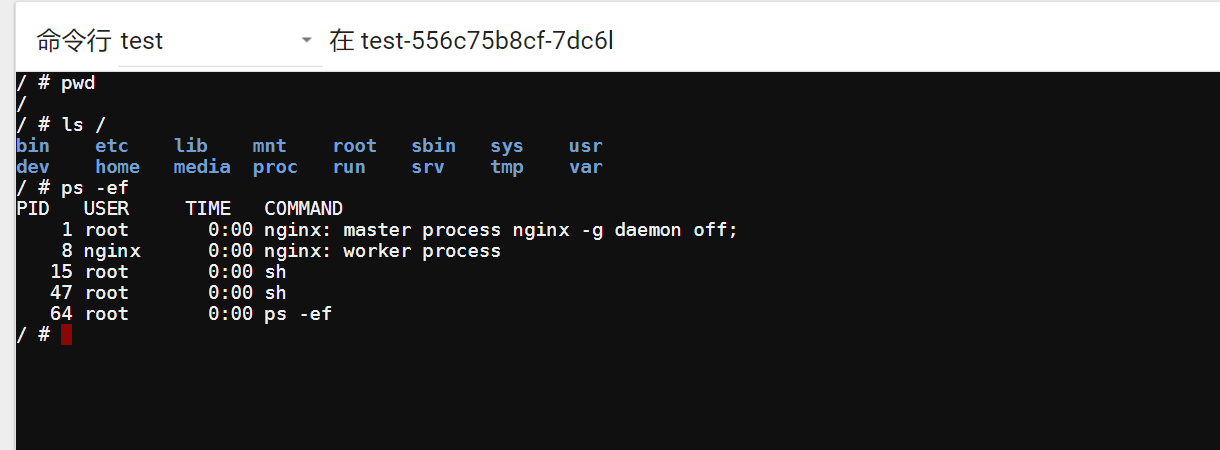 命令行 test 在 test-556c75b8cf-7dc6l
/ # pwd
/
/ # ls /
bin    etc    lib    mnt    root   sbin   sys    usr
dev    home   media  proc   run    srv    tmp    var
/ # ps -ef
PID   USER     TIME   COMMAND
    1 root       0:00 nginx: master process nginx -g daemon off;
    8 nginx      0:00 nginx: worker process
   15 root       0:00 sh
   47 root       0:00 sh
   64 root       0:00 ps -ef
/ #